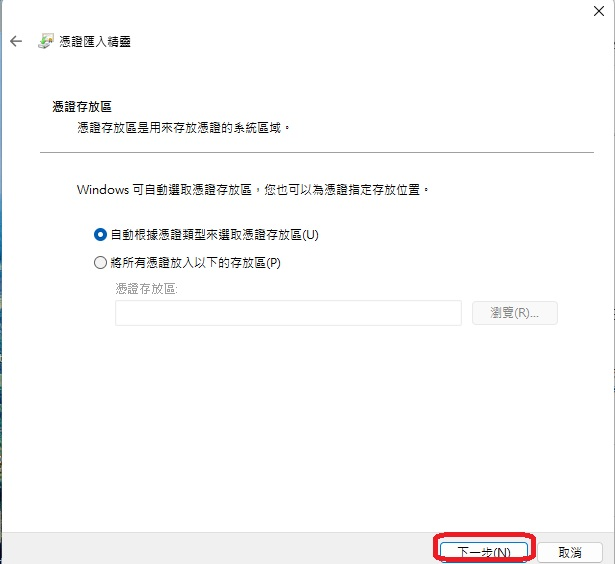 憑證匯入精靈
憑證存放區
憑證存放區是用來存放憑證的系統區域。
Windows 可自動選取憑證存放區，您也可以為憑證指定存放位置。
自動根據憑證類型來選取憑證存放區(U)
將所有憑證放入以下的存放區(P)
憑證存放區:
瀏覽(R)...
下一步(N)
取消